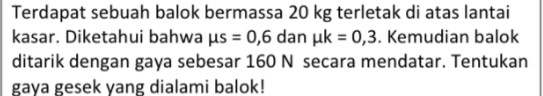 Terdapat sebuah balok bermassa 20 kg terletak di atas lantai
kasar. Diketahui bahwa μs = 0,6 dan μk = 0,3. Kemudian balok
ditarik dengan gaya sebesar 160 N secara mendatar. Tentukan
gaya gesek yang dialami balok!